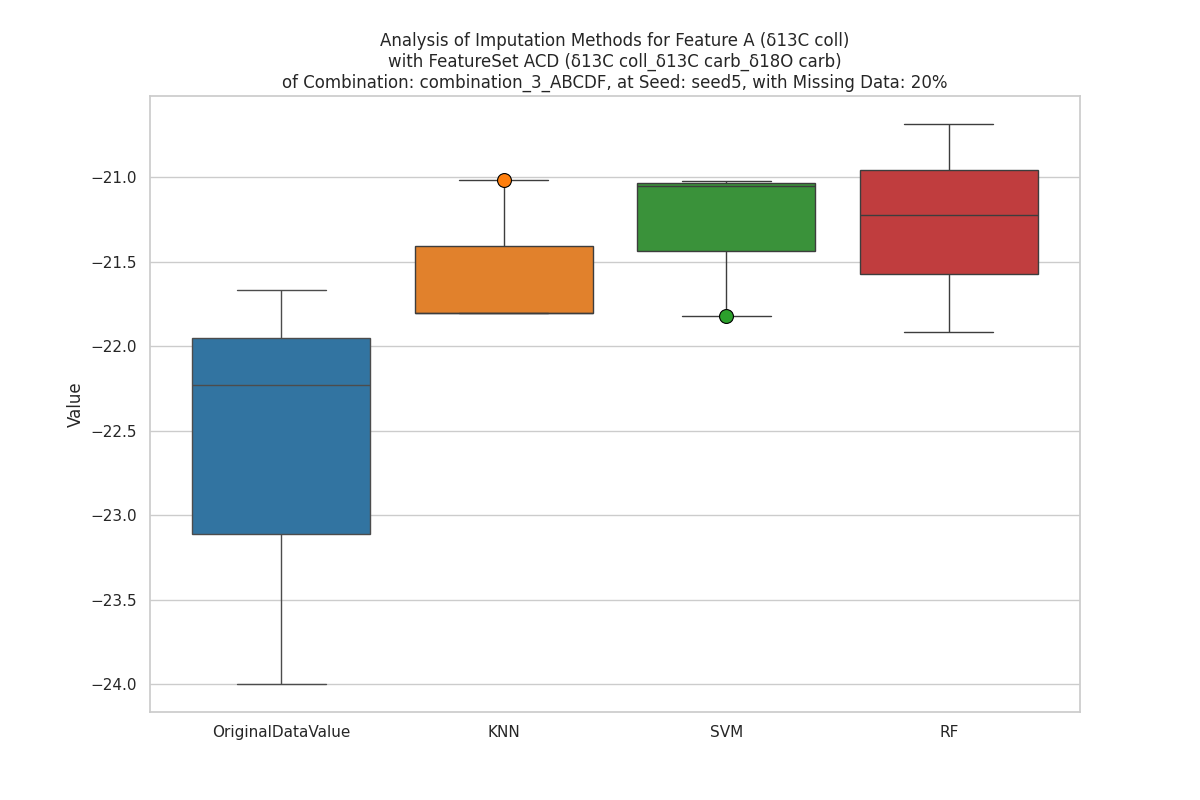 Analysis of Imputation Methods for Feature A (δ13C coll)
with FeatureSet ACD (δ13C coll_δ13C carb_δ18O carb)
of Combination: combination_3_ABCDF, at Seed: seed5, with Missing Data: 20%
Value
−21.0
−21.5
−22.0
−22.5
−23.0
−23.5
−24.0
OriginalDataValue
KNN
SVM
RF